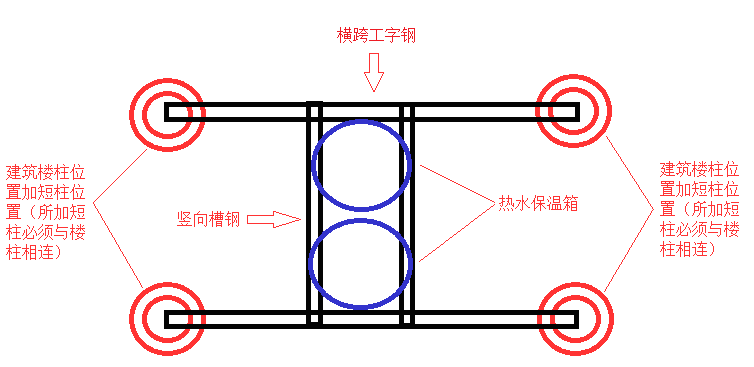 横跨工字钢
建筑楼柱位
置加短柱位
置（所加短
柱必须与楼
柱相连）
竖向槽钢
热水保温箱
建筑楼柱位
置加短柱位
置（所加短
柱必须与楼
柱相连）